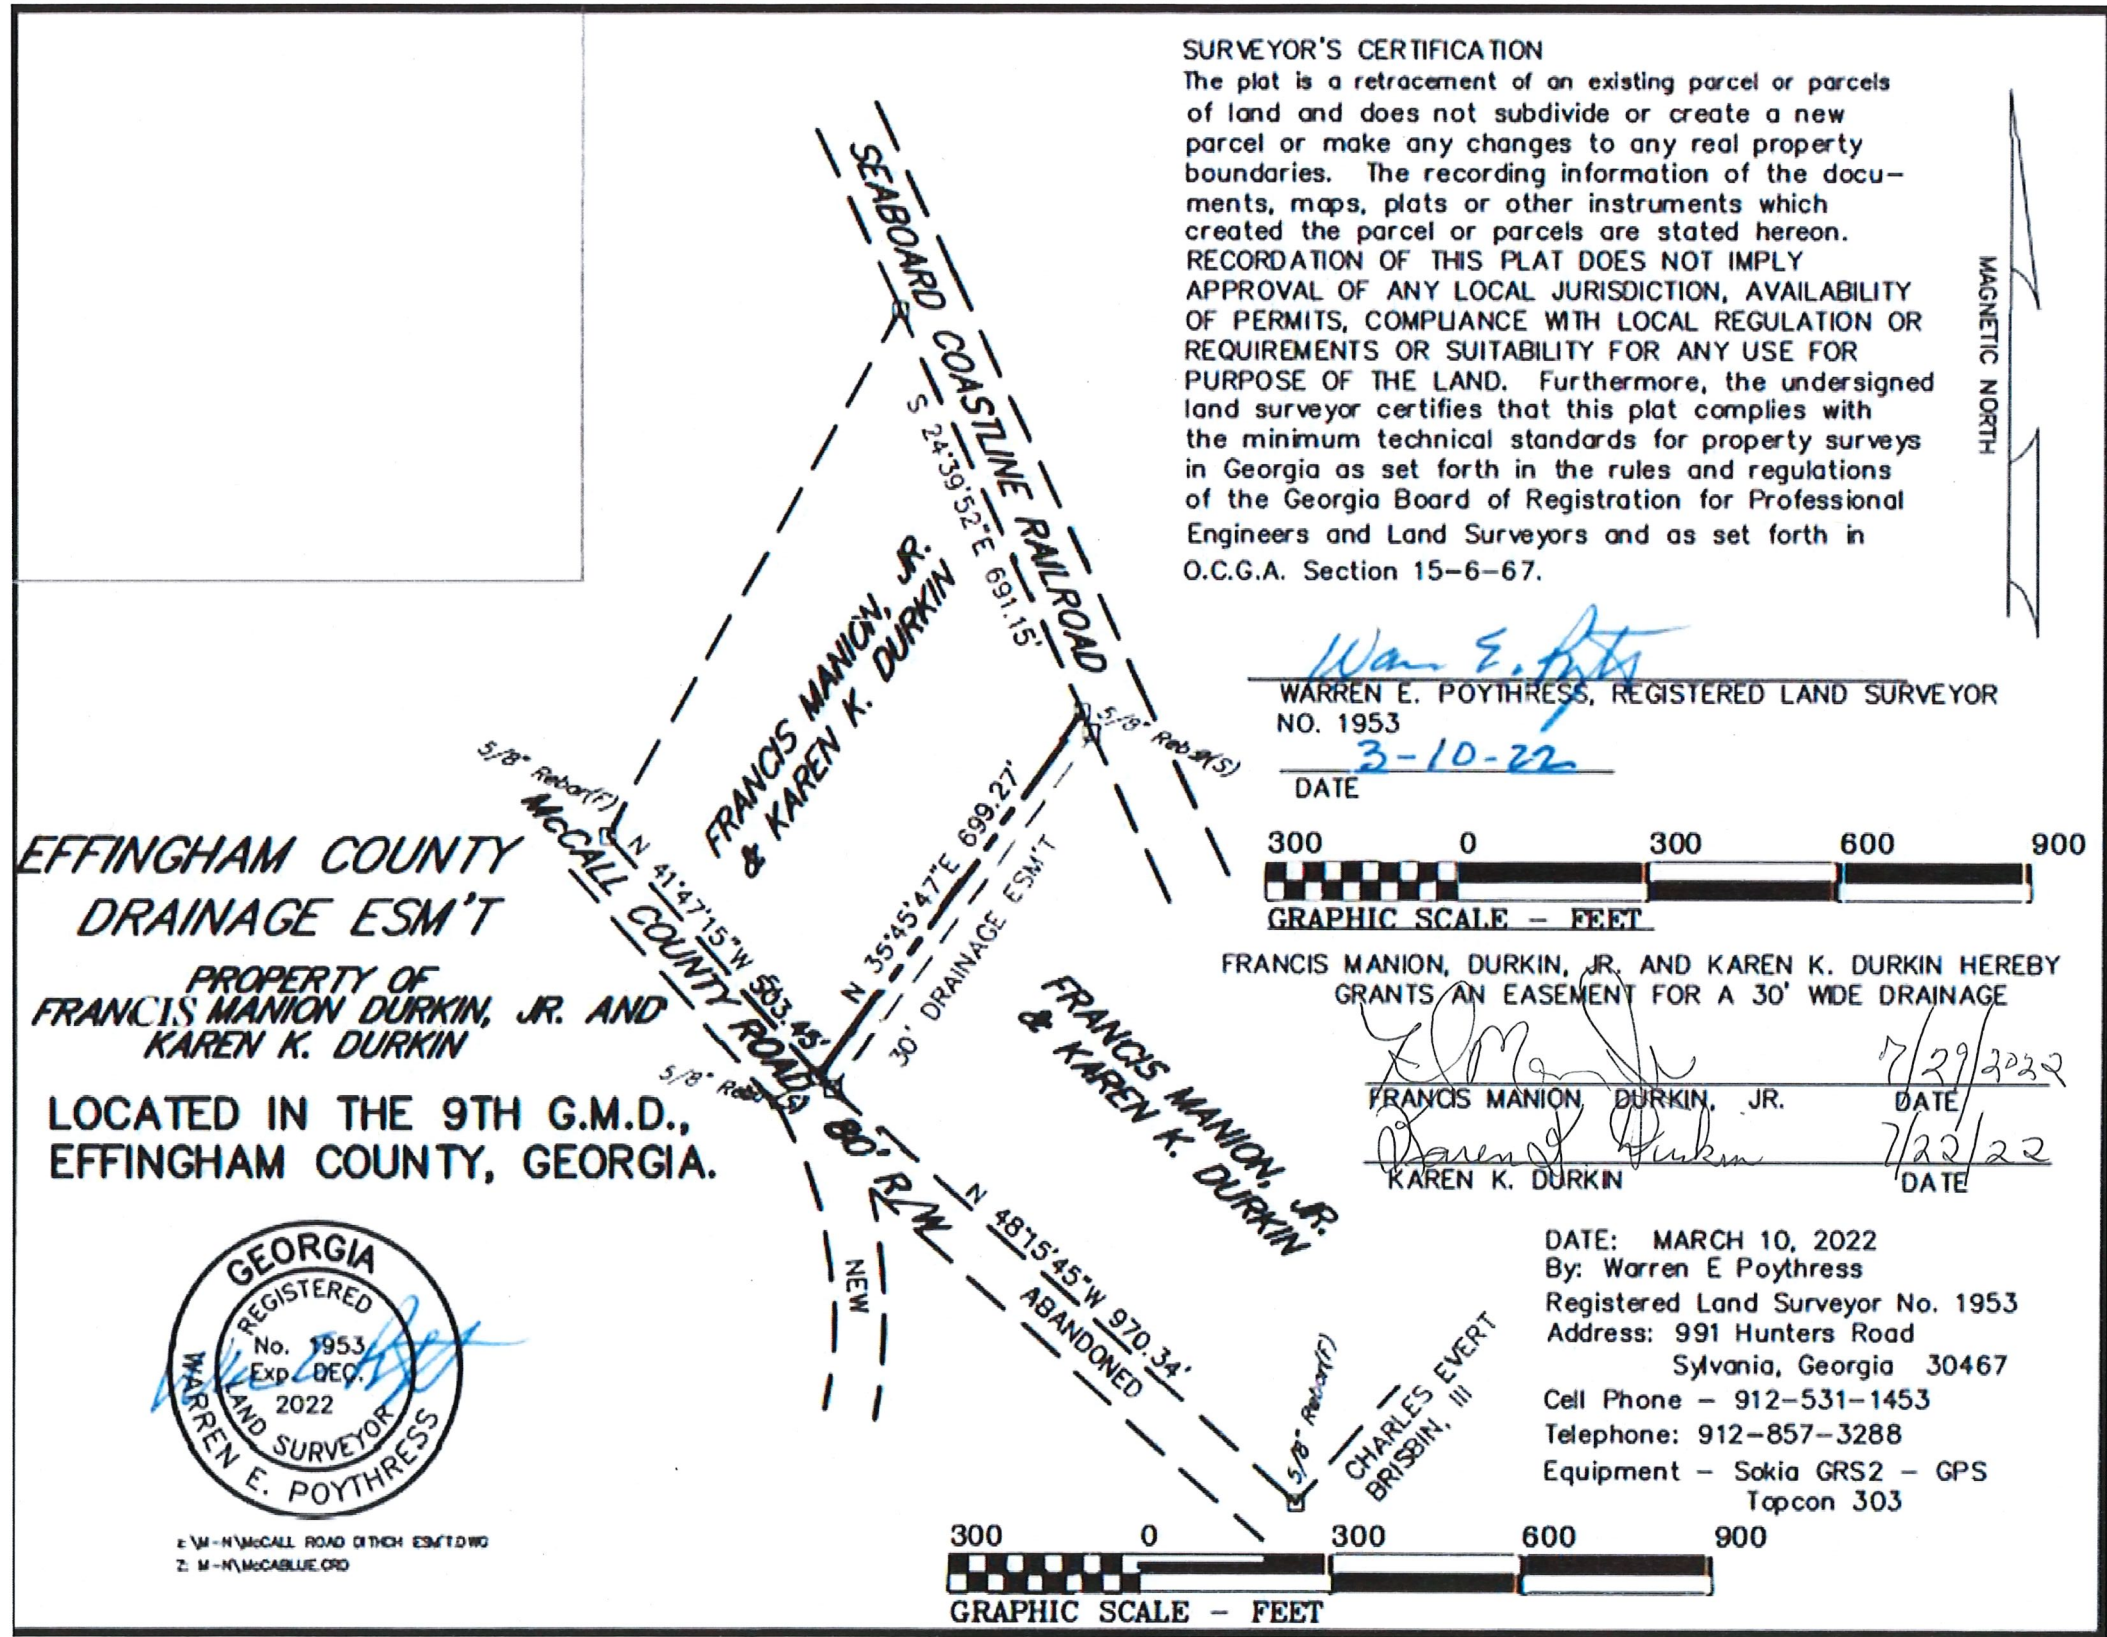 SURVEYOR'S CERTIFICATION
The plat is a retracement of an existing parcel or parcels
of land and does not subdivide or create a new
parcel or make any changes to any real property
boundaries. The recording information of the docu-
ments, maps, plats or other instruments which
created the parcel or parcels are stated hereon.
RECORDATION OF THIS PLAT DOES NOT IMPLY
APPROVAL OF ANY LOCAL JURISDICTION, AVAILABILITY
OF PERMITS, COMPLIANCE WITH LOCAL REGULATION OR
REQUIREMENTS OR SUITABILITY FOR ANY USE FOR
PURPOSE OF THE LAND. Furthermore, the undersigned
land surveyor certifies that this plat complies with
the minimum technical standards for property surveys
in Georgia as set forth in the rules and regulations
of the Georgia Board of Registration for Professional
Engineers and Land Surveyors and as set forth in
O.C.G.A. Section 15-6-67.
MAGNETIC NORTH
WARREN E. POYTHRESS, REGISTERED LAND SURVEYOR
NO. 1953
3-10-22
DATE
300 0 300 600 900
GRAPHIC SCALE - FEET
FRANCIS MANION, DURKIN, JR. AND KAREN K. DURKIN HEREBY
GRANTS AN EASEMENT FOR A 30' WIDE DRAINAGE
7/29/2022
FRANCIS MANION DURKIN, JR. DATE
Karen K Durkin 7/22/22
KAREN K. DURKIN DATE
DATE: MARCH 10, 2022
By: Warren E Poythress
Registered Land Surveyor No. 1953
Address: 991 Hunters Road
Sylvania, Georgia 30467
Cell Phone - 912-531-1453
Telephone: 912-857-3288
Equipment - Sokia GRS2 - GPS
Topcon 303
SEABOARD COASTLINE RAILROAD
S 24°39'52"E 691.15'
FRANCIS MANION, JR.
& KAREN K. DURKIN
5/8" Rebar(S)
5/8" Rebar(F)
McCALL COUNTY ROAD 80' R/W
N 41°47'15"W 503.45'
N 35°45'47"E 699.27'
30' DRAINAGE ESM'T
5/8" Rebar(S)
FRANCIS MANION, JR.
& KAREN K. DURKIN
N 48°15'45"W 970.34'
ABANDONED
NEW
5/8" Rebar(F)
CHARLES EVERT
BRISBIN, III
EFFINGHAM COUNTY
DRAINAGE ESM'T
PROPERTY OF
FRANCIS MANION DURKIN, JR. AND
KAREN K. DURKIN
LOCATED IN THE 9TH G.M.D.,
EFFINGHAM COUNTY, GEORGIA.
GEORGIA
REGISTERED
No. 1953
Exp. DEC.
2022
LAND SURVEYOR
WARREN E. POYTHRESS
Z:\M-N\McCALL ROAD DITHCH ESM'T.DWG
Z: M-N\McCABLUE.CRD
300 0 300 600 900
GRAPHIC SCALE - FEET